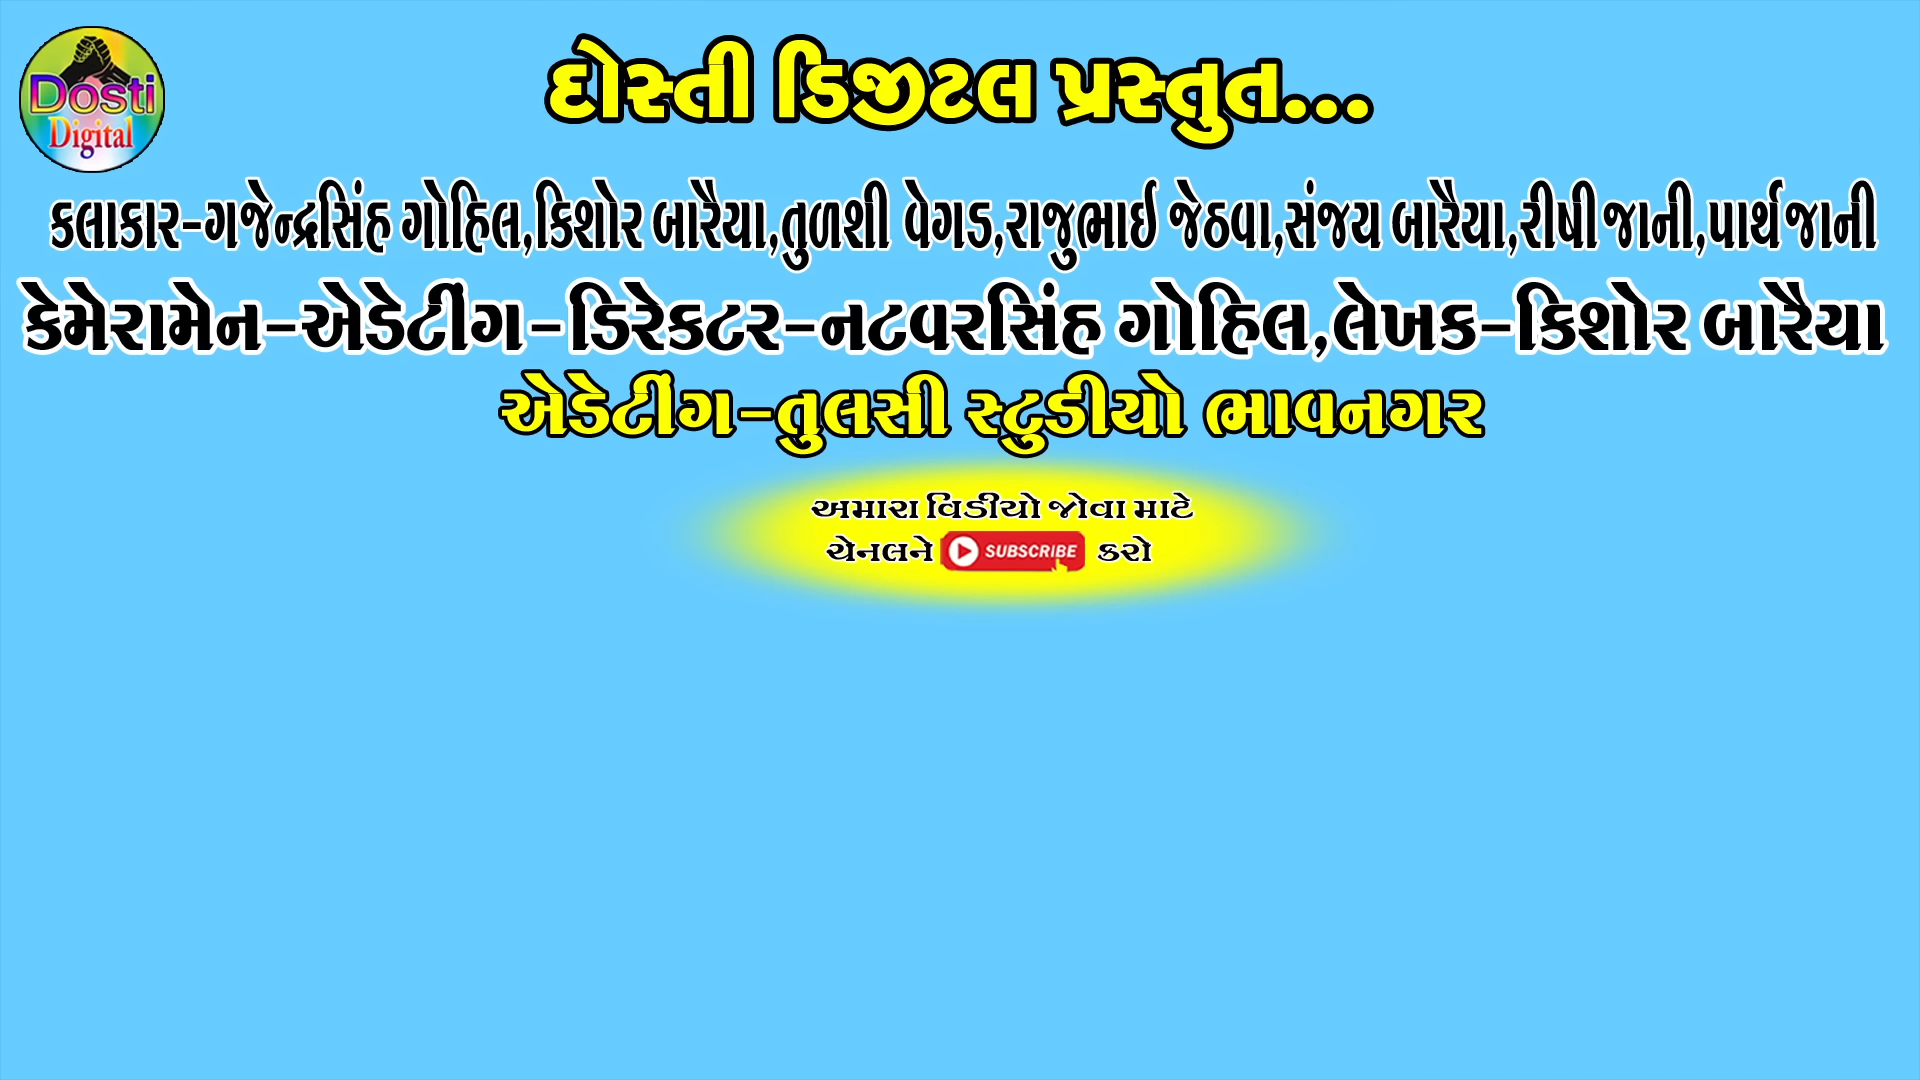 Dosti
Digital
દોસ્તી ડિજીટલ પ્રસ્તુત...
કલાકાર-ગજેન્દ્રસિંહ ગોહિલ,કિશોર બારૈયા,તુળશી વેગડ,રાજુભાઈ જેઠવા,સંજય બારૈયા,રીષી જાની,પાર્થ જાની
કેમેરામેન-એડેટીંગ-ડિરેકટર-નટવરસિંહ ગોહિલ,લેખક-કિશોર બારૈયા
એડેટીંગ-તુલસી સ્ટુડીયો ભાવનગર
અમારા વિડીયો જોવા માટે
ચેનલને SUBSCRIBE કરો